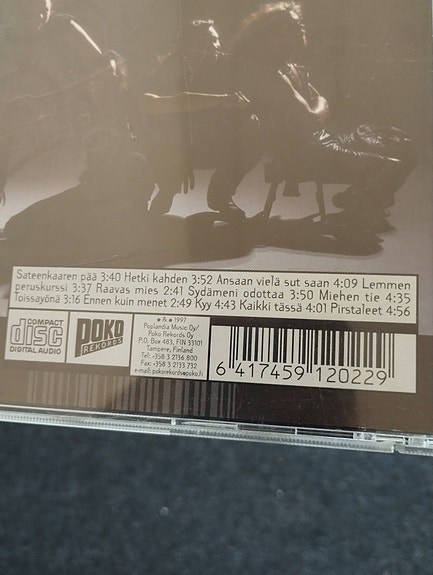 Sateenkaaren pää 3:40 Hetki kahden 3:52 Ansaan vielä sut saan 4:09 Lemmen
peruskurssi 3:37 Raavas mies 2:41 Sydämeni odottaa 3:50 Miehen tie 4:35
Toissayönä 3:16 Ennen kuin menet 2:49 Kyy 4:43 Kaikki tässä 4:01 Pirstaleet 4:56
COMPACT
disc
DIGITAL AUDIO
POKO
RECORDS
℗ & © 1997
Poplandia Music Oy/
Poko Rekords Oy
P.O. Box 483, FIN 33101
Tampere, Finland
Tel: +358 3 2136 800
Fax: +358 3 2133 732
e-mail: pokorekords@poko.fi
6 417459 120229